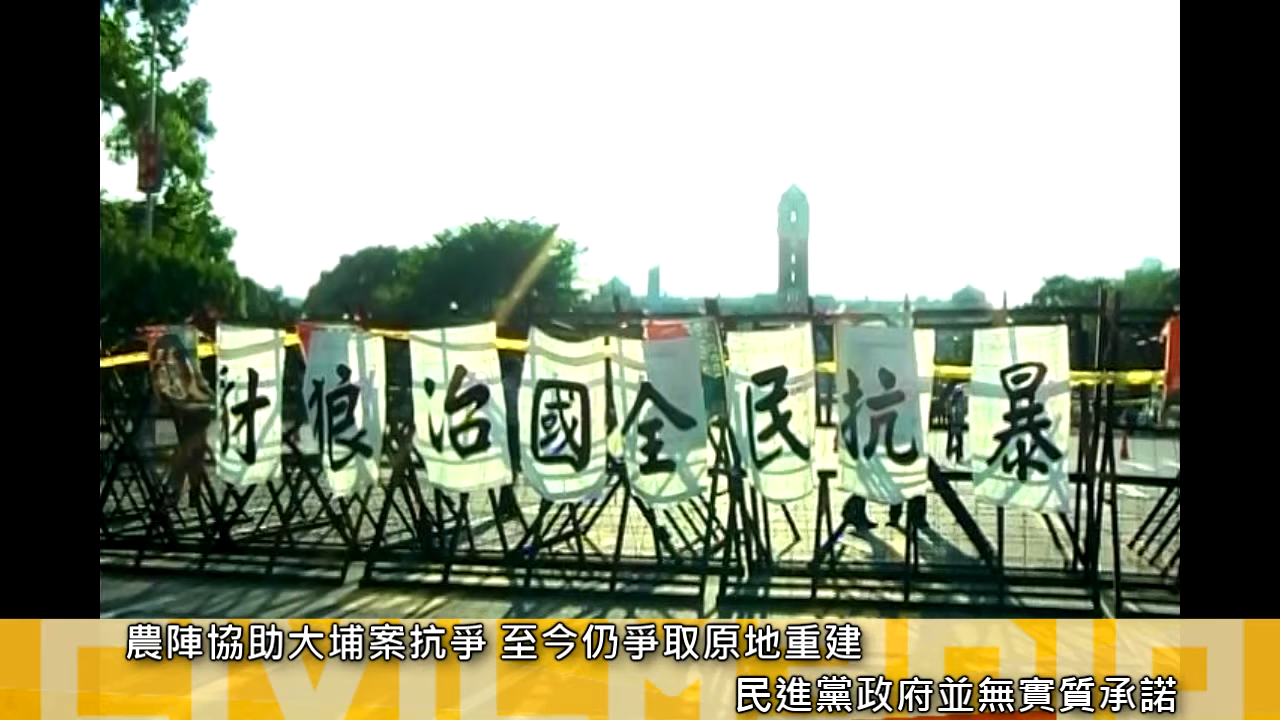 豺狼治國全民抗暴
農陣協助大埔案抗爭 至今仍爭取原地重建
民進黨政府並無實質承諾